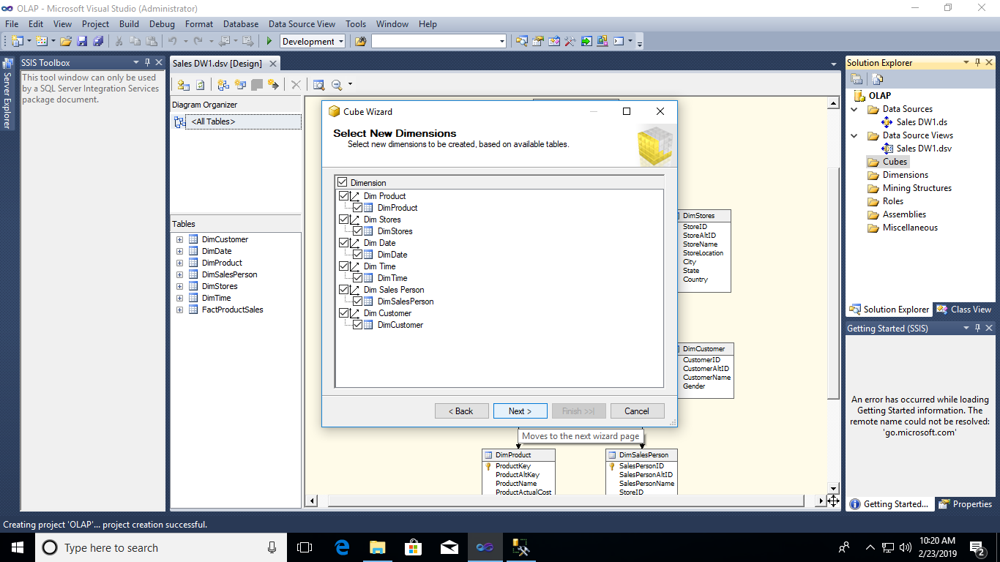 OLAP - Microsoft Visual Studio (Administrator)
File Edit View Project Build Debug Format Database Data Source View Tools Window Help
Development
Server Explorer
SSIS Toolbox
This tool window can only be used
by a SQL Server Integration Services
package document.
Sales DW1.dsv [Design]
Diagram Organizer
<All Tables>
Tables
DimCustomer
DimDate
DimProduct
DimSalesPerson
DimStores
DimTime
FactProductSales
Cube Wizard
Select New Dimensions
Select new dimensions to be created, based on available tables.
Dimension
Dim Product
DimProduct
Dim Stores
DimStores
Dim Date
DimDate
Dim Time
DimTime
Dim Sales Person
DimSalesPerson
Dim Customer
DimCustomer
< Back
Next >
Finish >>|
Cancel
Moves to the next wizard page
DimStores
StoreID
StoreAltID
StoreName
StoreLocation
City
State
Country
DimCustomer
CustomerID
CustomerAltID
CustomerName
Gender
DimProduct
ProductKey
ProductAltKey
ProductName
ProductActualCost
DimSalesPerson
SalesPersonID
SalesPersonAltID
SalesPersonName
StoreID
Solution Explorer
OLAP
Data Sources
Sales DW1.ds
Data Source Views
Sales DW1.dsv
Cubes
Dimensions
Mining Structures
Roles
Assemblies
Miscellaneous
Solution Explorer
Class View
Getting Started (SSIS)
An error has occurred while loading
Getting Started information. The
remote name could not be resolved:
'go.microsoft.com'
Getting Started...
Properties
Creating project 'OLAP'... project creation successful.
Type here to search
10:20 AM
2/23/2019
2